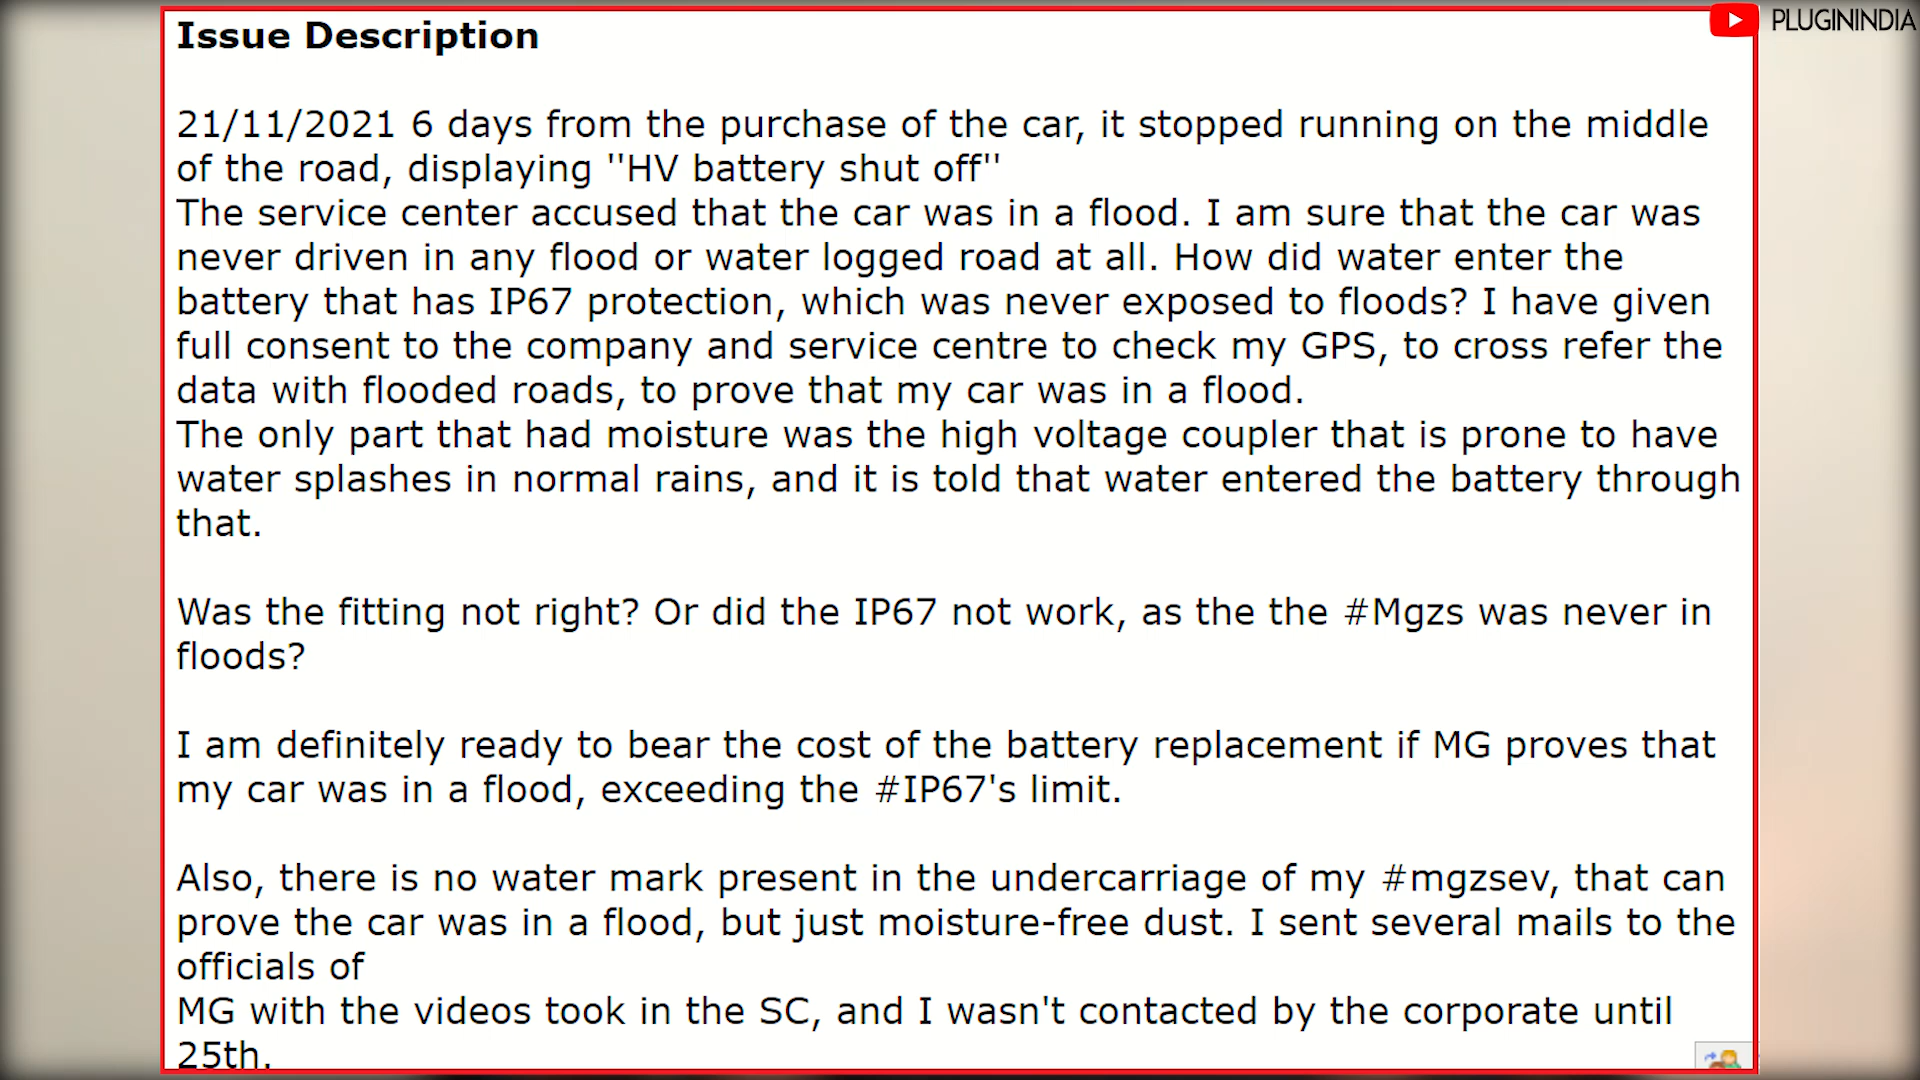 Issue Description
PLUGININDIA
21/11/2021 6 days from the purchase of the car, it stopped running on the middle
of the road, displaying ''HV battery shut off''
The service center accused that the car was in a flood. I am sure that the car was
never driven in any flood or water logged road at all. How did water enter the
battery that has IP67 protection, which was never exposed to floods? I have given
full consent to the company and service centre to check my GPS, to cross refer the
data with flooded roads, to prove that my car was in a flood.
The only part that had moisture was the high voltage coupler that is prone to have
water splashes in normal rains, and it is told that water entered the battery through
that.
Was the fitting not right? Or did the IP67 not work, as the the #Mgzs was never in
floods?
I am definitely ready to bear the cost of the battery replacement if MG proves that
my car was in a flood, exceeding the #IP67's limit.
Also, there is no water mark present in the undercarriage of my #mgzsev, that can
prove the car was in a flood, but just moisture-free dust. I sent several mails to the
officials of
MG with the videos took in the SC, and I wasn't contacted by the corporate until
25th.